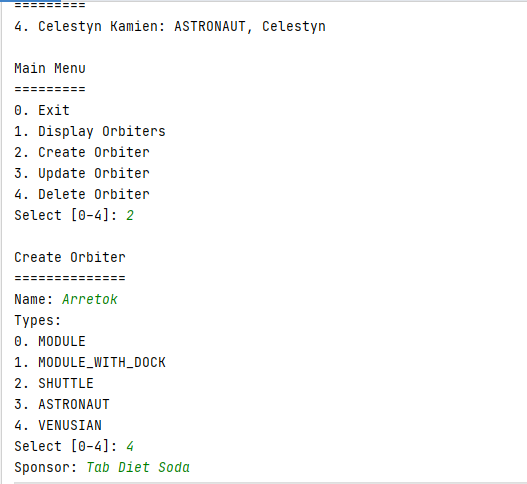 =========
4. Celestyn Kamien: ASTRONAUT, Celestyn
Main Menu
=========
0. Exit
1. Display Orbiters
2. Create Orbiter
3. Update Orbiter
4. Delete Orbiter
Select [0-4]: 2
Create Orbiter
==============
Name: Arretok
Types:
0. MODULE
1. MODULE_WITH_DOCK
2. SHUTTLE
3. ASTRONAUT
4. VENUSIAN
Select [0-4]: 4
Sponsor: Tab Diet Soda